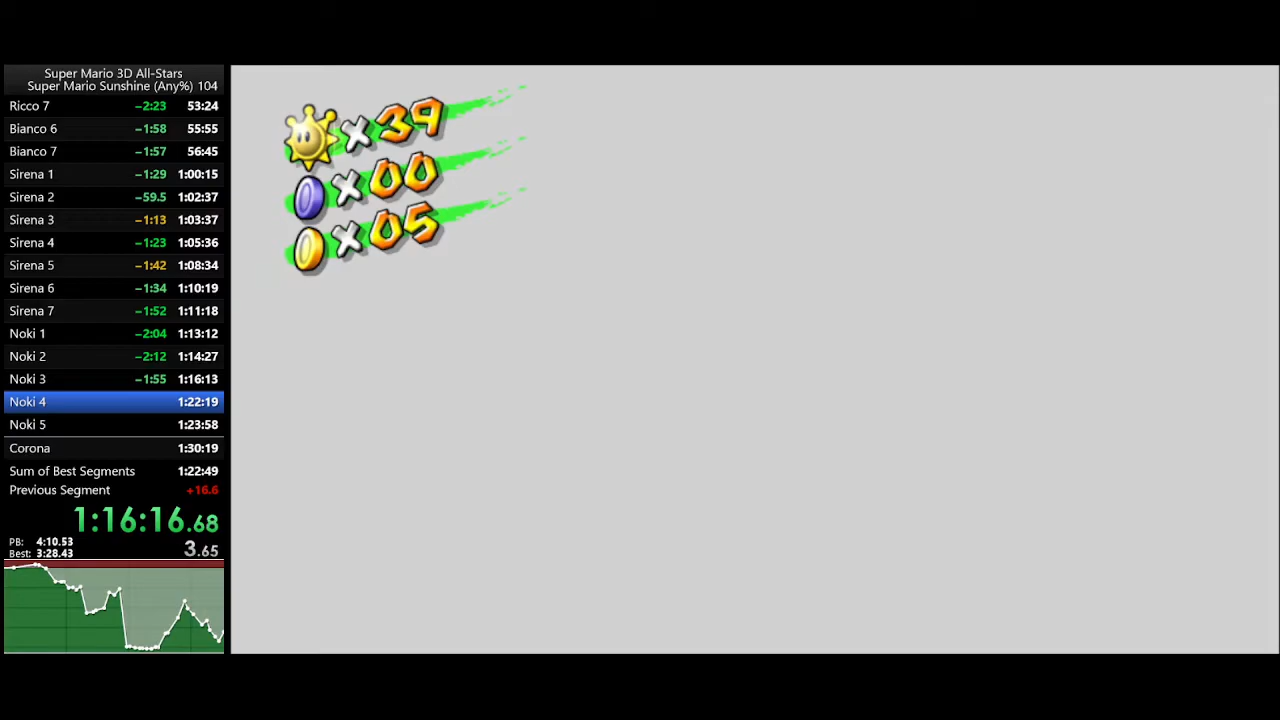 Super Mario 3D All-Stars
Super Mario Sunshine (Any%) 104
Ricco 7 −2:23 53:24
Bianco 6 −1:58 55:55
Bianco 7 −1:57 56:45
Sirena 1 −1:29 1:00:15
Sirena 2 −59.5 1:02:37
Sirena 3 −1:13 1:03:37
Sirena 4 −1:23 1:05:36
Sirena 5 −1:42 1:08:34
Sirena 6 −1:34 1:10:19
Sirena 7 −1:52 1:11:18
Noki 1 −2:04 1:13:12
Noki 2 −2:12 1:14:27
Noki 3 −1:55 1:16:13
Noki 4 1:22:19
Noki 5 1:23:58
Corona 1:30:19
Sum of Best Segments 1:22:49
Previous Segment +16.6
1:16:16.68
PB: 4:10.53
Best: 3:28.43
3.65
×39
×00
×05